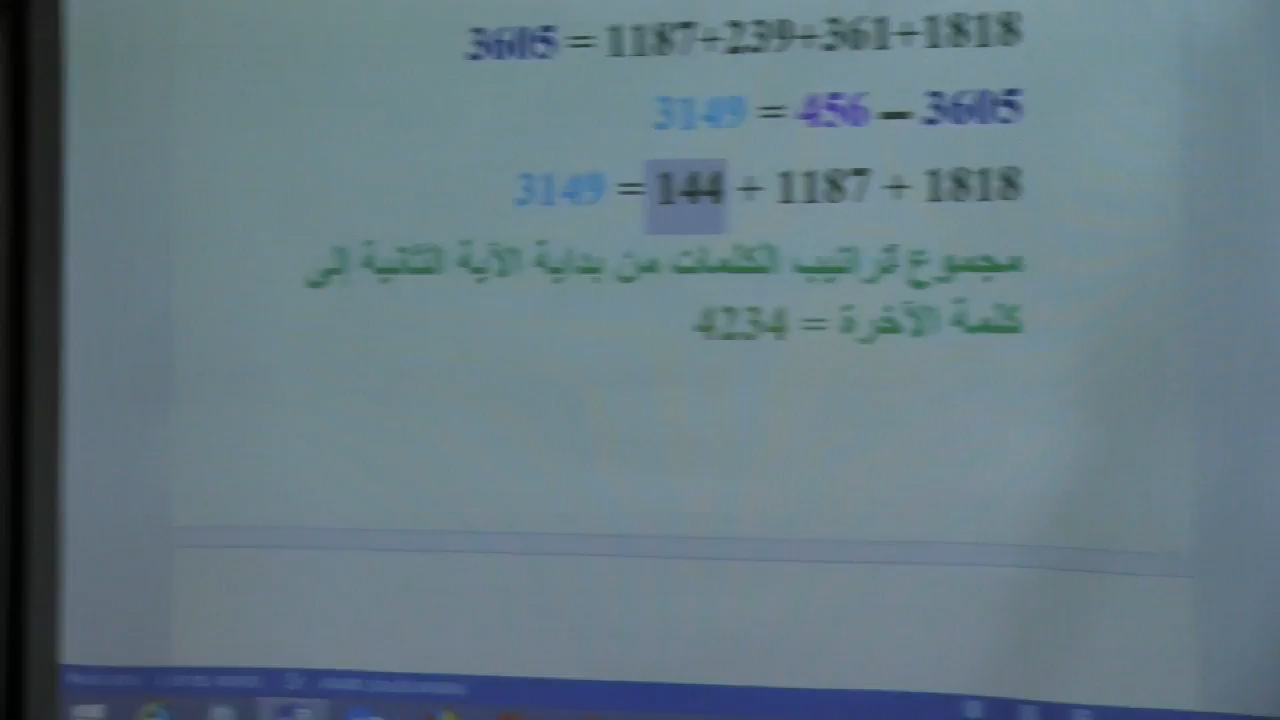 3605 = 1187+239+361+1818
3149 = 456 – 3605
3149 = 144 + 1187 + 1818
مجموع تراتيب الكلمات من بداية الآية الثانية إلى
كلمة الآخرة = 4234